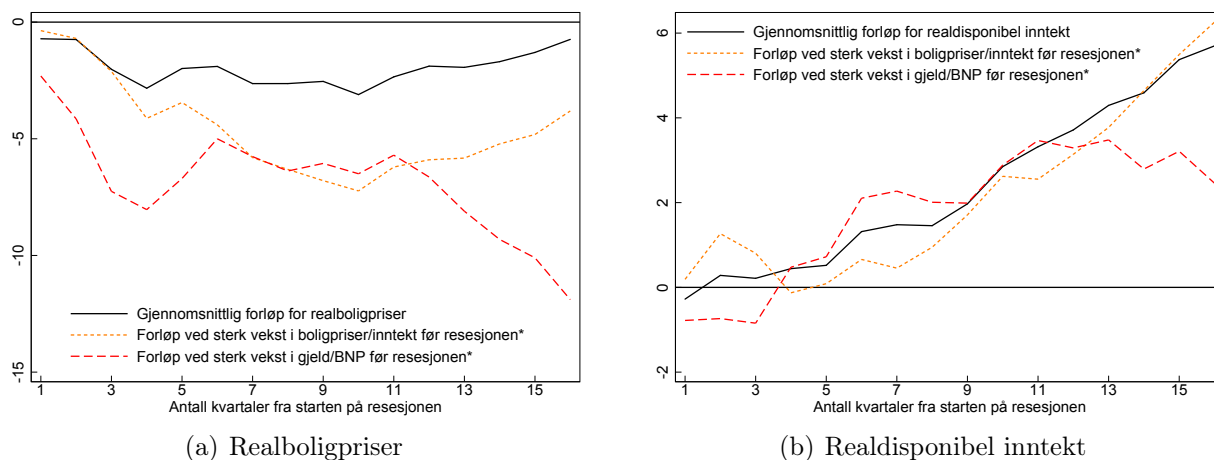 0
-5
-10
-15
Gjennomsnittlig forløp for realboligpriser
Forløp ved sterk vekst i boligpriser/inntekt før resesjonen*
Forløp ved sterk vekst i gjeld/BNP før resesjonen*
1 3 5 7 9 11 13 15
Antall kvartaler fra starten på resesjonen
(a) Realboligpriser
6
4
2
0
-2
Gjennomsnittlig forløp for realdisponibel inntekt
Forløp ved sterk vekst i boligpriser/inntekt før resesjonen*
Forløp ved sterk vekst i gjeld/BNP før resesjonen*
1 3 5 7 9 11 13 15
Antall kvartaler fra starten på resesjonen
(b) Realdisponibel inntekt